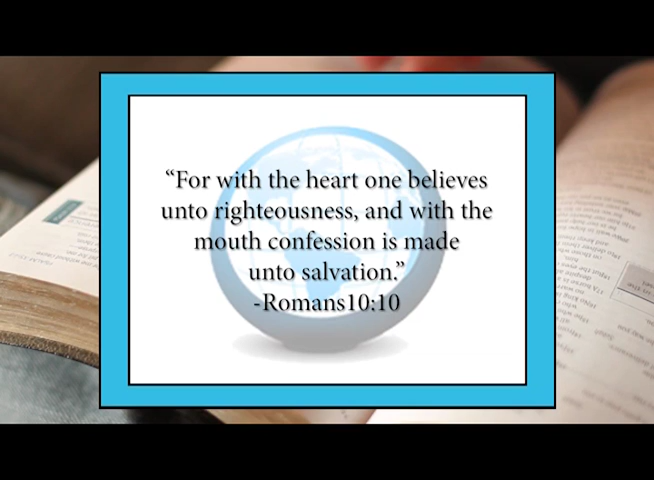 “For with the heart one believes
unto righteousness, and with the
mouth confession is made
unto salvation.”
-Romans10:10